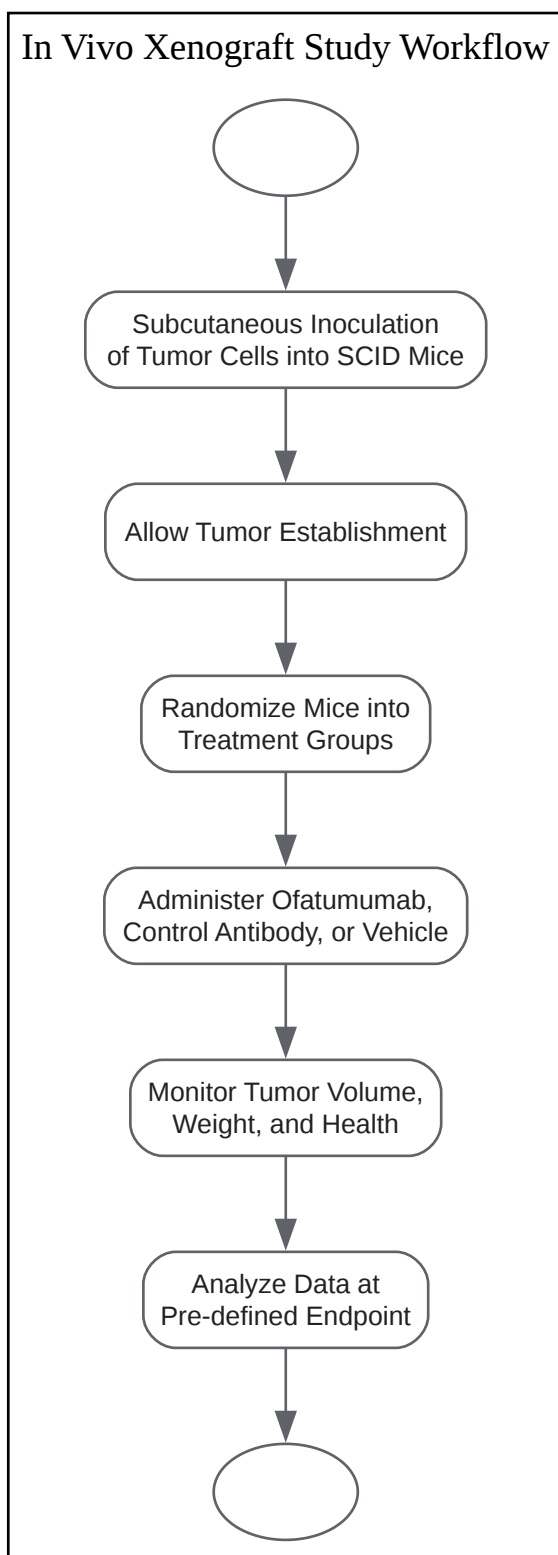 In Vivo Xenograft Study Workflow
Subcutaneous Inoculation
of Tumor Cells into SCID Mice
Allow Tumor Establishment
Randomize Mice into
Treatment Groups
Administer Ofatumumab,
Control Antibody, or Vehicle
Monitor Tumor Volume,
Weight, and Health
Analyze Data at
Pre-defined Endpoint